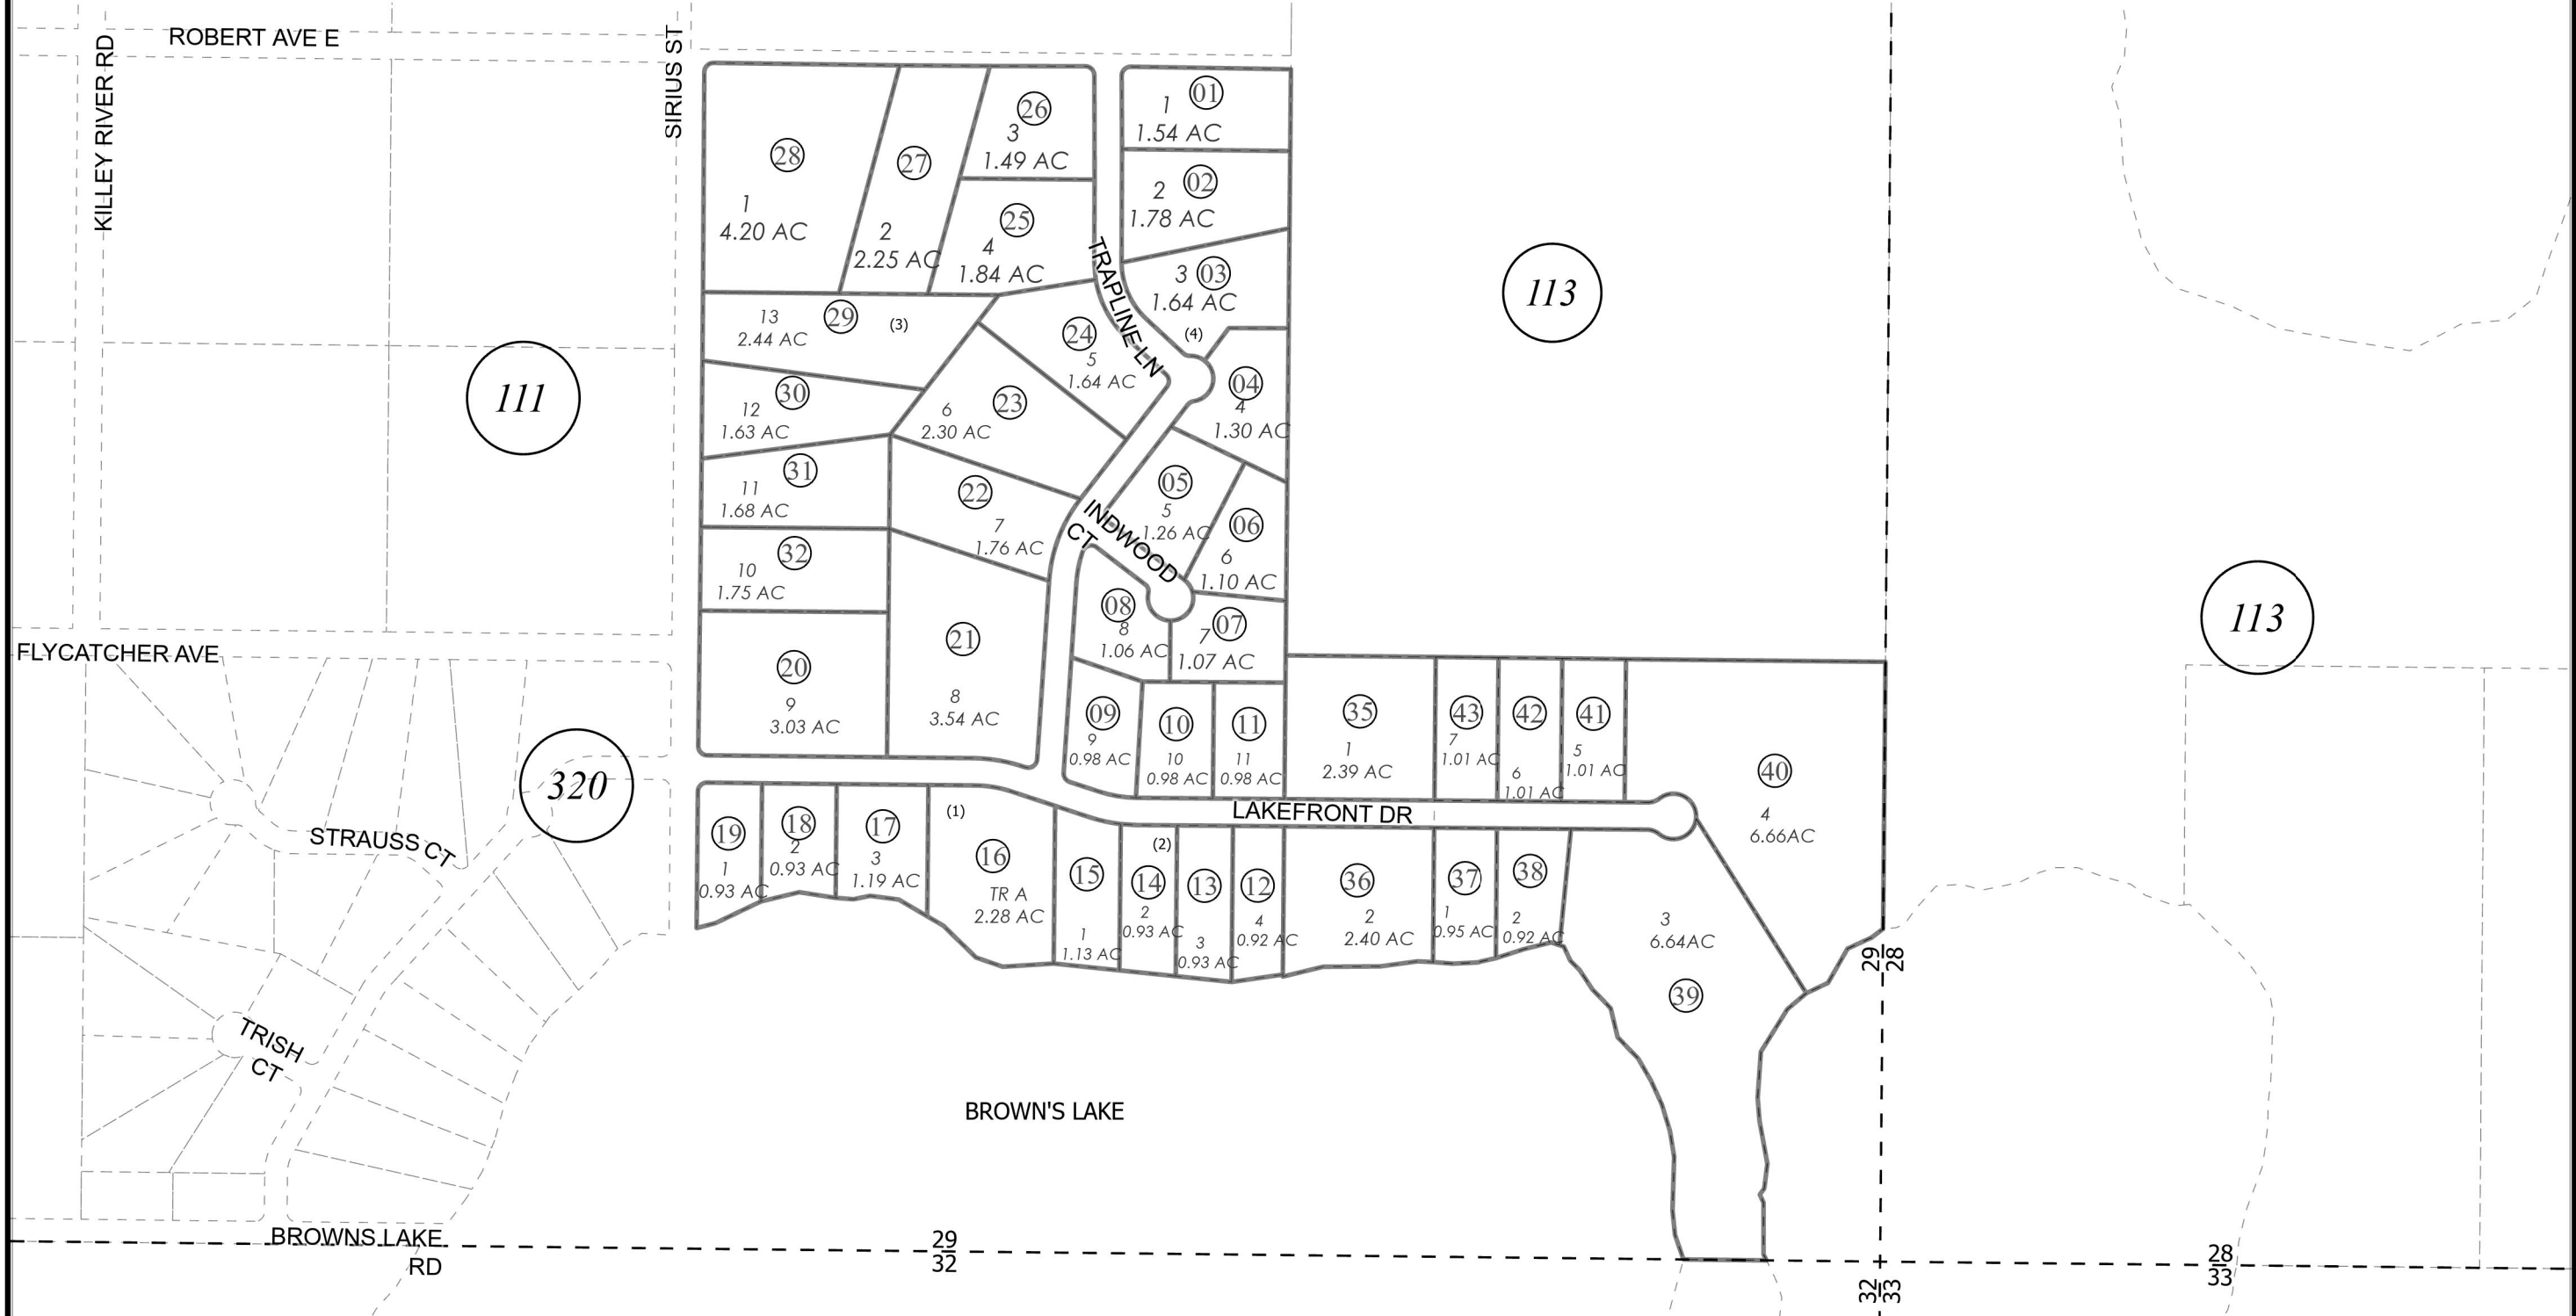 ROBERT AVE E
KILLEY RIVER RD
SIRIUS ST
28
1
4.20 AC
27
2
2.25 AC
26
3
1.49 AC
25
4
1.84 AC
01
1
1.54 AC
02
2
1.78 AC
03
3
1.64 AC
(4)
TRAPLINE LN
113
111
29
13
2.44 AC
(3)
24
5
1.64 AC
04
4
1.30 AC
30
12
1.63 AC
23
6
2.30 AC
31
11
1.68 AC
22
7
1.76 AC
05
5
1.26 AC
06
6
1.10 AC
INDWOOD
CT
32
10
1.75 AC
08
8
1.06 AC
07
7
1.07 AC
113
FLYCATCHER AVE
20
9
3.03 AC
21
8
3.54 AC
09
9
0.98 AC
10
10
0.98 AC
11
11
0.98 AC
35
1
2.39 AC
43
7
1.01 AC
42
6
1.01 AC
41
5
1.01 AC
40
4
6.66AC
320
STRAUSS CT
LAKEFRONT DR
19
1
0.93 AC
18
2
0.93 AC
17
3
1.19 AC
(1)
16
TR A
2.28 AC
15
1
1.13 AC
(2)
14
2
0.93 AC
13
3
0.93 AC
12
4
0.92 AC
36
2
2.40 AC
37
1
0.95 AC
38
2
0.92 AC
3
6.64AC
39
29
28
TRISH
CT
BROWN'S LAKE
BROWNS LAKE
RD
29
32
28
33
32
33